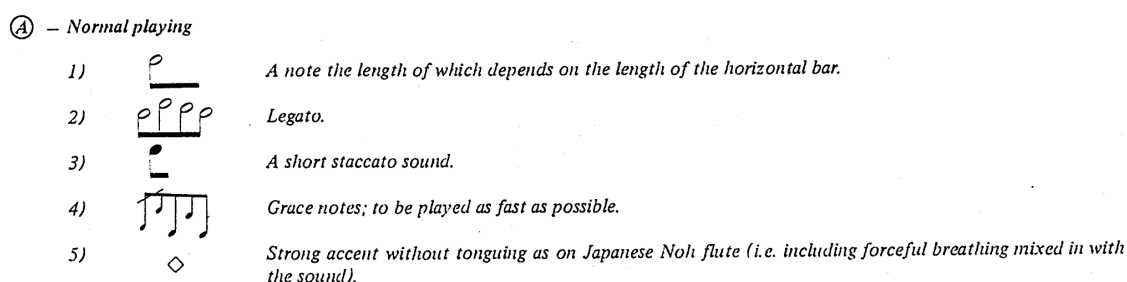 Ⓐ – Normal playing
1) A note the length of which depends on the length of the horizontal bar.
2) Legato.
3) A short staccato sound.
4) Grace notes; to be played as fast as possible.
5) Strong accent without tonguing as on Japanese Noh flute (i.e. including forceful breathing mixed in with
the sound).